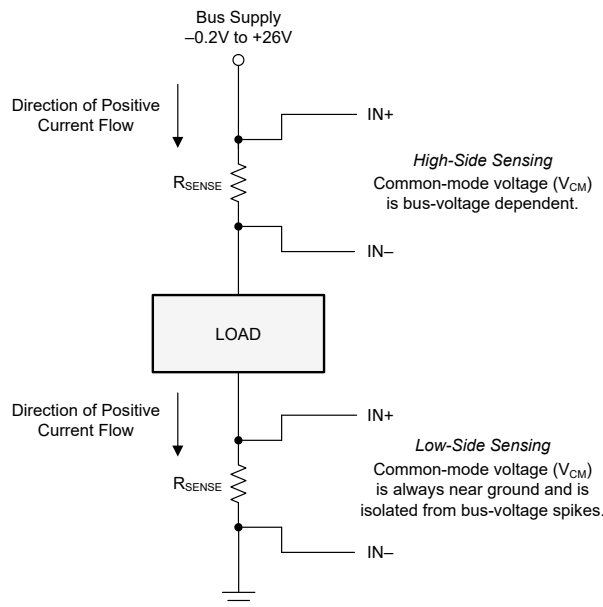 Bus Supply
–0.2V to +26V
Direction of Positive
Current Flow
IN+
High-Side Sensing
Common-mode voltage (VCM)
is bus-voltage dependent.
RSENSE
IN–
LOAD
Direction of Positive
Current Flow
IN+
Low-Side Sensing
Common-mode voltage (VCM)
is always near ground and is
isolated from bus-voltage spikes.
RSENSE
IN–